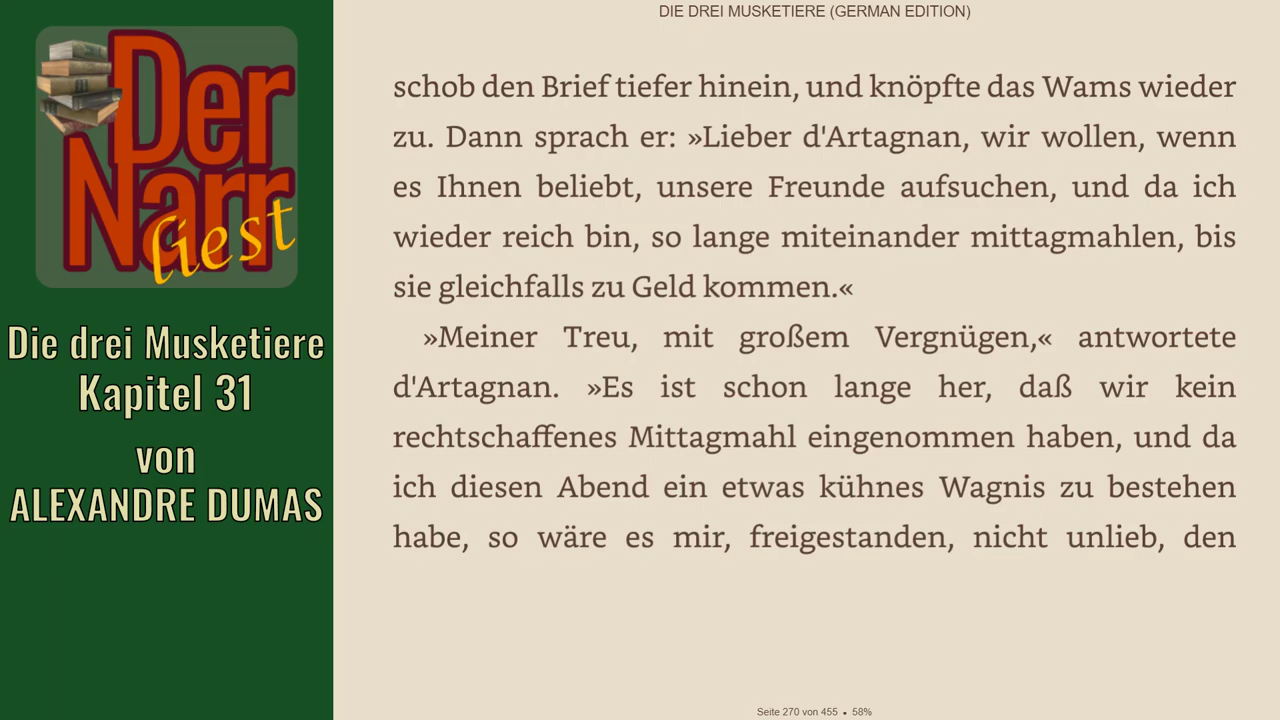 Der
Narr
liest
Die drei Musketiere
Kapitel 31
von
ALEXANDRE DUMAS
DIE DREI MUSKETIERE (GERMAN EDITION)
schob den Brief tiefer hinein, und knöpfte das Wams wieder
zu. Dann sprach er: »Lieber d'Artagnan, wir wollen, wenn
es Ihnen beliebt, unsere Freunde aufsuchen, und da ich
wieder reich bin, so lange miteinander mittagmahlen, bis
sie gleichfalls zu Geld kommen.«
»Meiner Treu, mit großem Vergnügen,« antwortete
d'Artagnan. »Es ist schon lange her, daß wir kein
rechtschaffenes Mittagmahl eingenommen haben, und da
ich diesen Abend ein etwas kühnes Wagnis zu bestehen
habe, so wäre es mir, freigestanden, nicht unlieb, den
Seite 270 von 455 • 58%